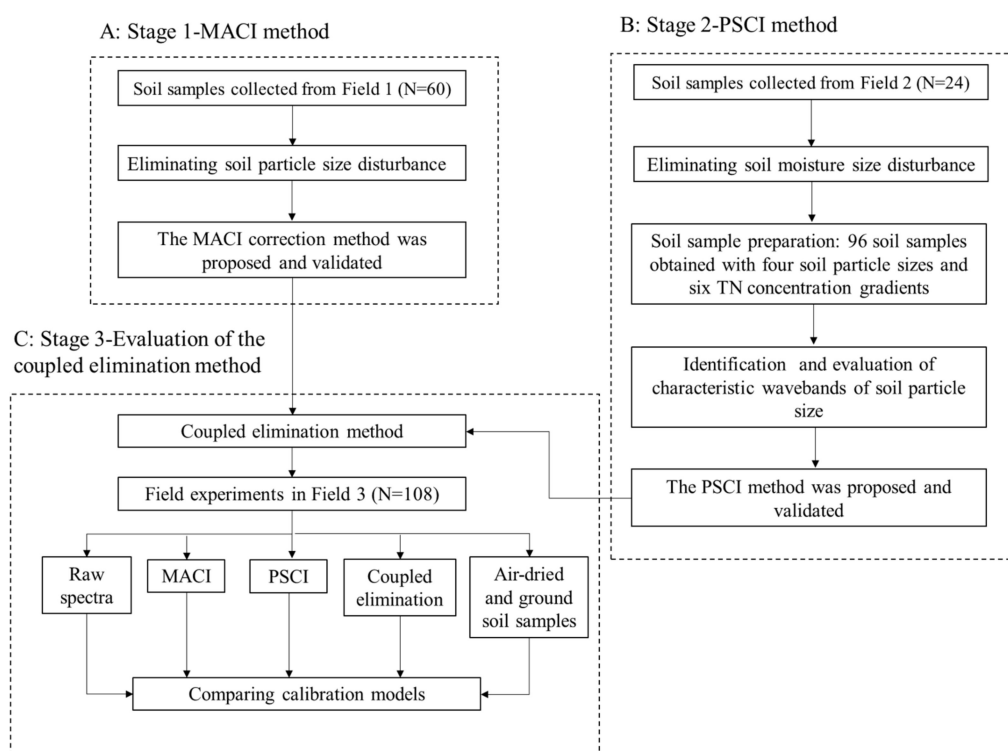 A: Stage 1-MACI method
Soil samples collected from Field 1 (N=60)
Eliminating soil particle size disturbance
The MACI correction method was
proposed and validated
B: Stage 2-PSCI method
Soil samples collected from Field 2 (N=24)
Eliminating soil moisture size disturbance
Soil sample preparation: 96 soil samples
obtained with four soil particle sizes and
six TN concentration gradients
Identification and evaluation of
characteristic wavebands of soil particle
size
The PSCI method was proposed and
validated
C: Stage 3-Evaluation of the
coupled elimination method
Coupled elimination method
Field experiments in Field 3 (N=108)
Raw
spectra
MACI
PSCI
Coupled
elimination
Air-dried
and ground
soil samples
Comparing calibration models